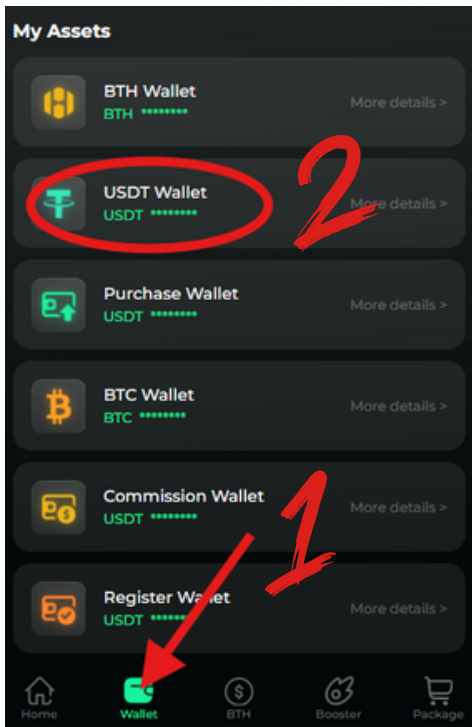 My Assets
BTH Wallet
BTH ********
More details >
USDT Wallet
USDT ********
More details >
2
Purchase Wallet
USDT ********
More details >
BTC Wallet
BTC ********
More details >
Commission Wallet
USDT ********
More details >
1
Register Wallet
USDT ********
More details >
Home
Wallet
BTH
Booster
Package